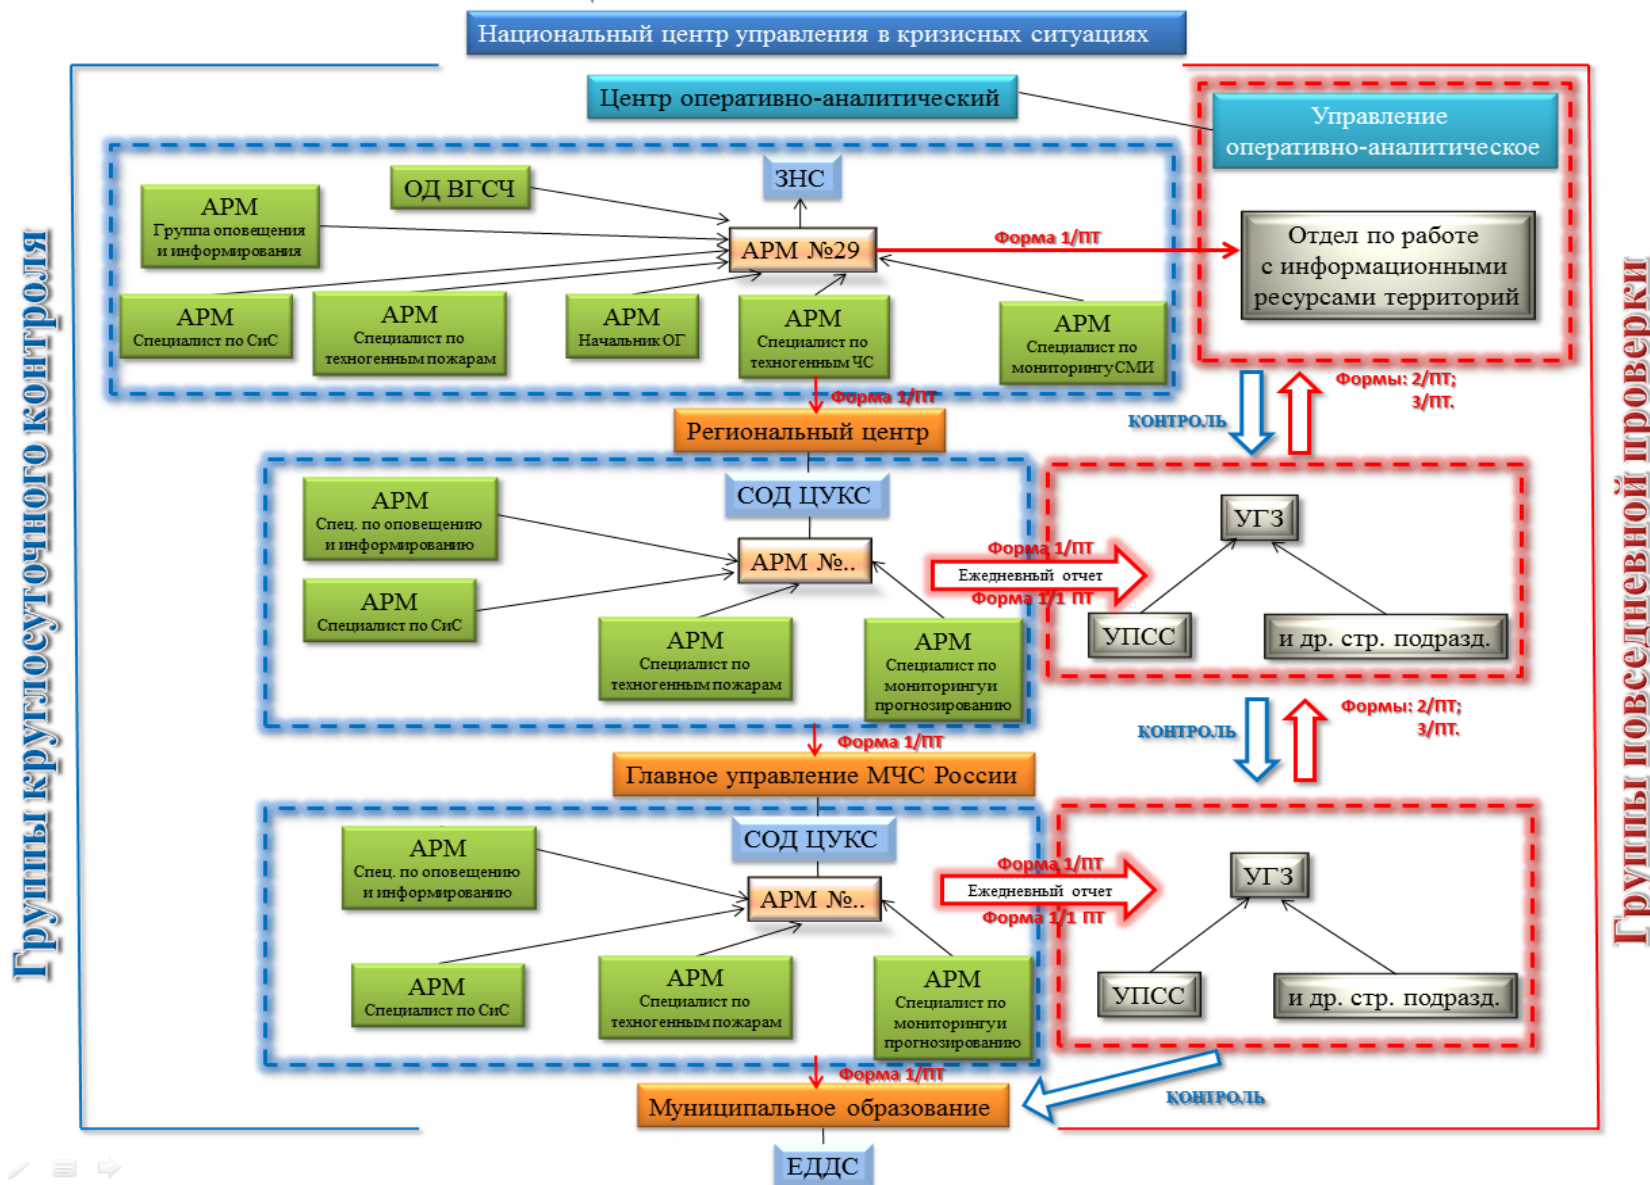 Национальный центр управления в кризисных ситуациях
Центр оперативно-аналитический
Управление
оперативно-аналитическое
ЗНС
ОД ВГСЧ
АРМ
Группа оповещения
и информирования
АРМ №29
Форма 1/ПТ
Отдел по работе
с информационными
ресурсами территорий
АРМ
Специалист по СиС
АРМ
Специалист по
техногенным пожарам
АРМ
Начальник ОГ
АРМ
Специалист по
техногенным ЧС
АРМ
Специалист по
мониторингу СМИ
Форма 1/ПТ
Формы: 2/ПТ;
3/ПТ.
КОНТРОЛЬ
Региональный центр
СОД ЦУКС
АРМ
Спец. по оповещению
и информированию
АРМ №..
Форма 1/ПТ
Ежедневный отчет
Форма 1/1 ПТ
УГЗ
АРМ
Специалист по СиС
АРМ
Специалист по
техногенным пожарам
АРМ
Специалист по
мониторингу и
прогнозированию
УПСС
и др. стр. подразд.
Форма 1/ПТ
КОНТРОЛЬ
Формы: 2/ПТ;
3/ПТ.
Главное управление МЧС России
СОД ЦУКС
АРМ
Спец. по оповещению
и информированию
АРМ №..
Форма 1/ПТ
Ежедневный отчет
Форма 1/1 ПТ
УГЗ
АРМ
Специалист по СиС
АРМ
Специалист по
техногенным пожарам
АРМ
Специалист по
мониторингу и
прогнозированию
УПСС
и др. стр. подразд.
Форма 1/ПТ
КОНТРОЛЬ
Муниципальное образование
ЕДДС
Группы круглосуточного контроля
Группы повседневной проверки